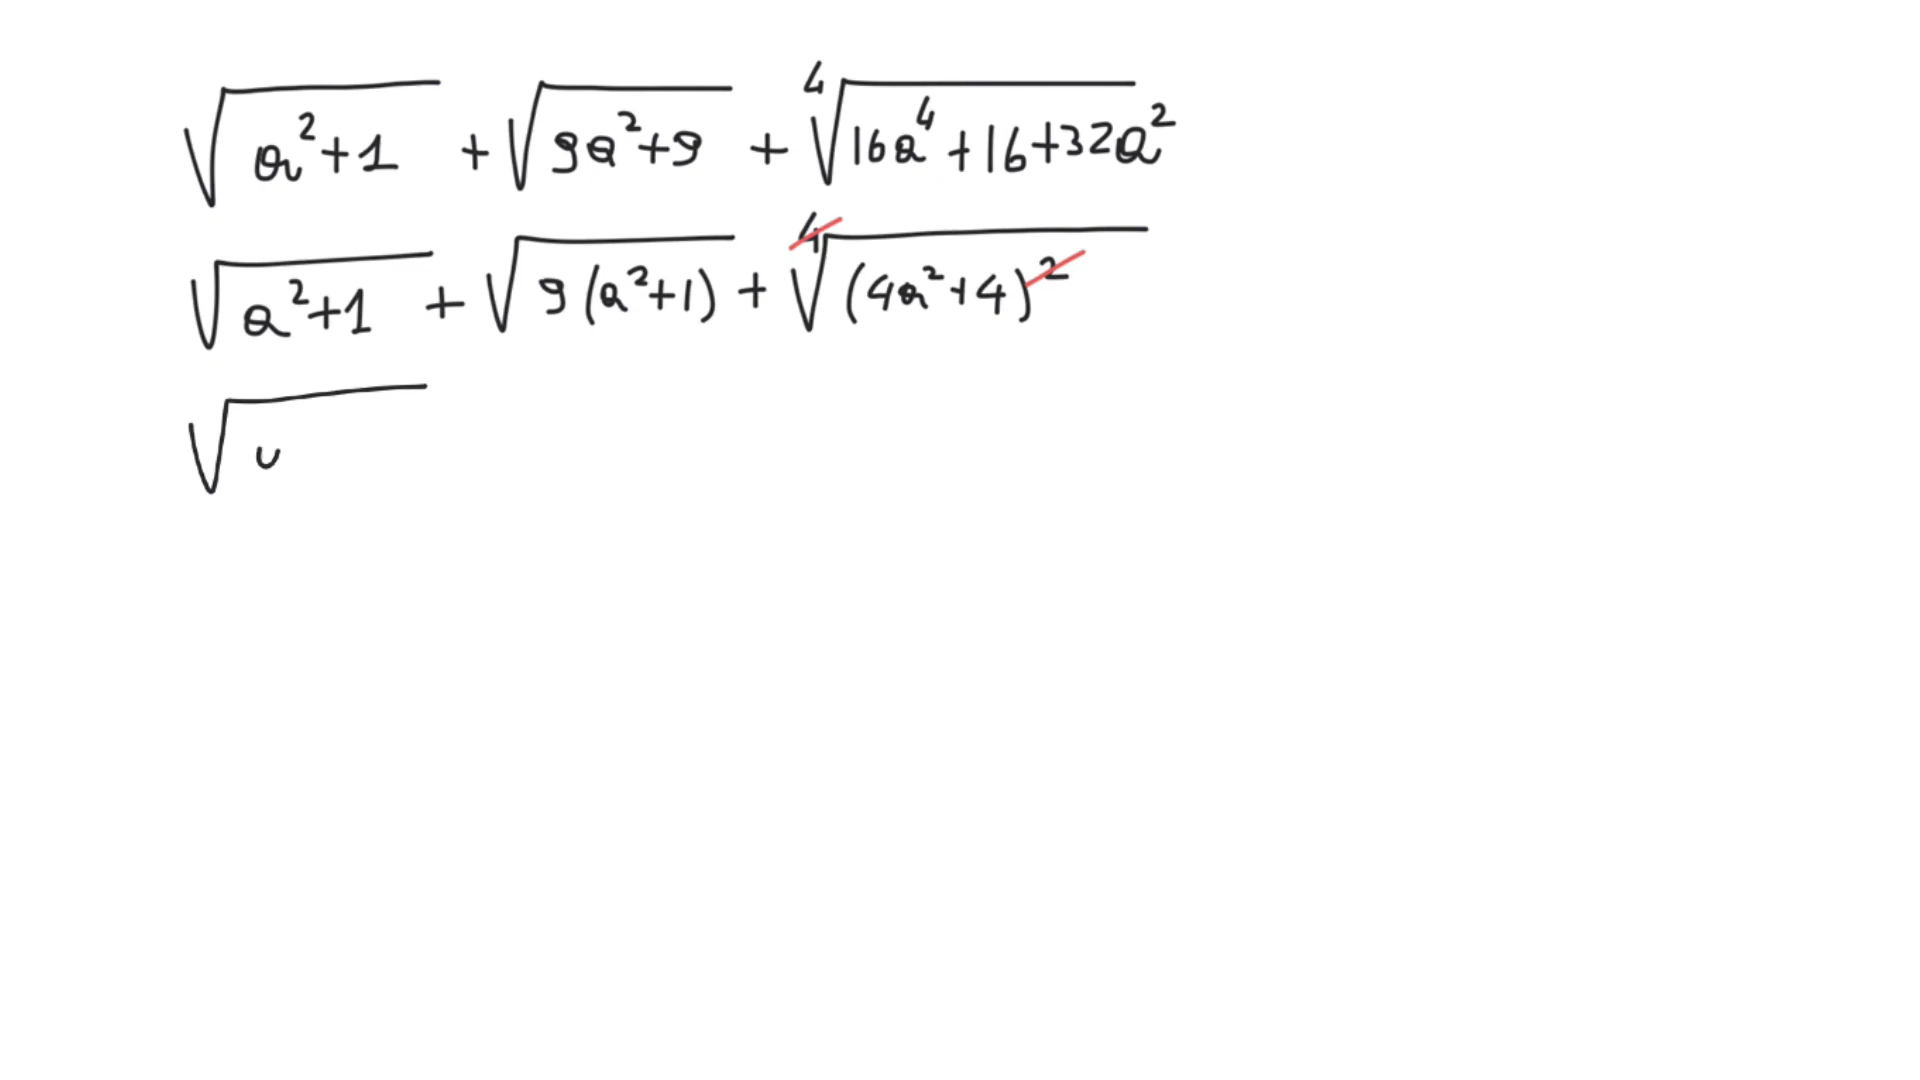 √(a²+1) + √(9a²+9) + ⁴√(16a⁴+16+32a²)
√(a²+1) + √(9(a²+1)) + ⁴√((4a²+4)²)
√